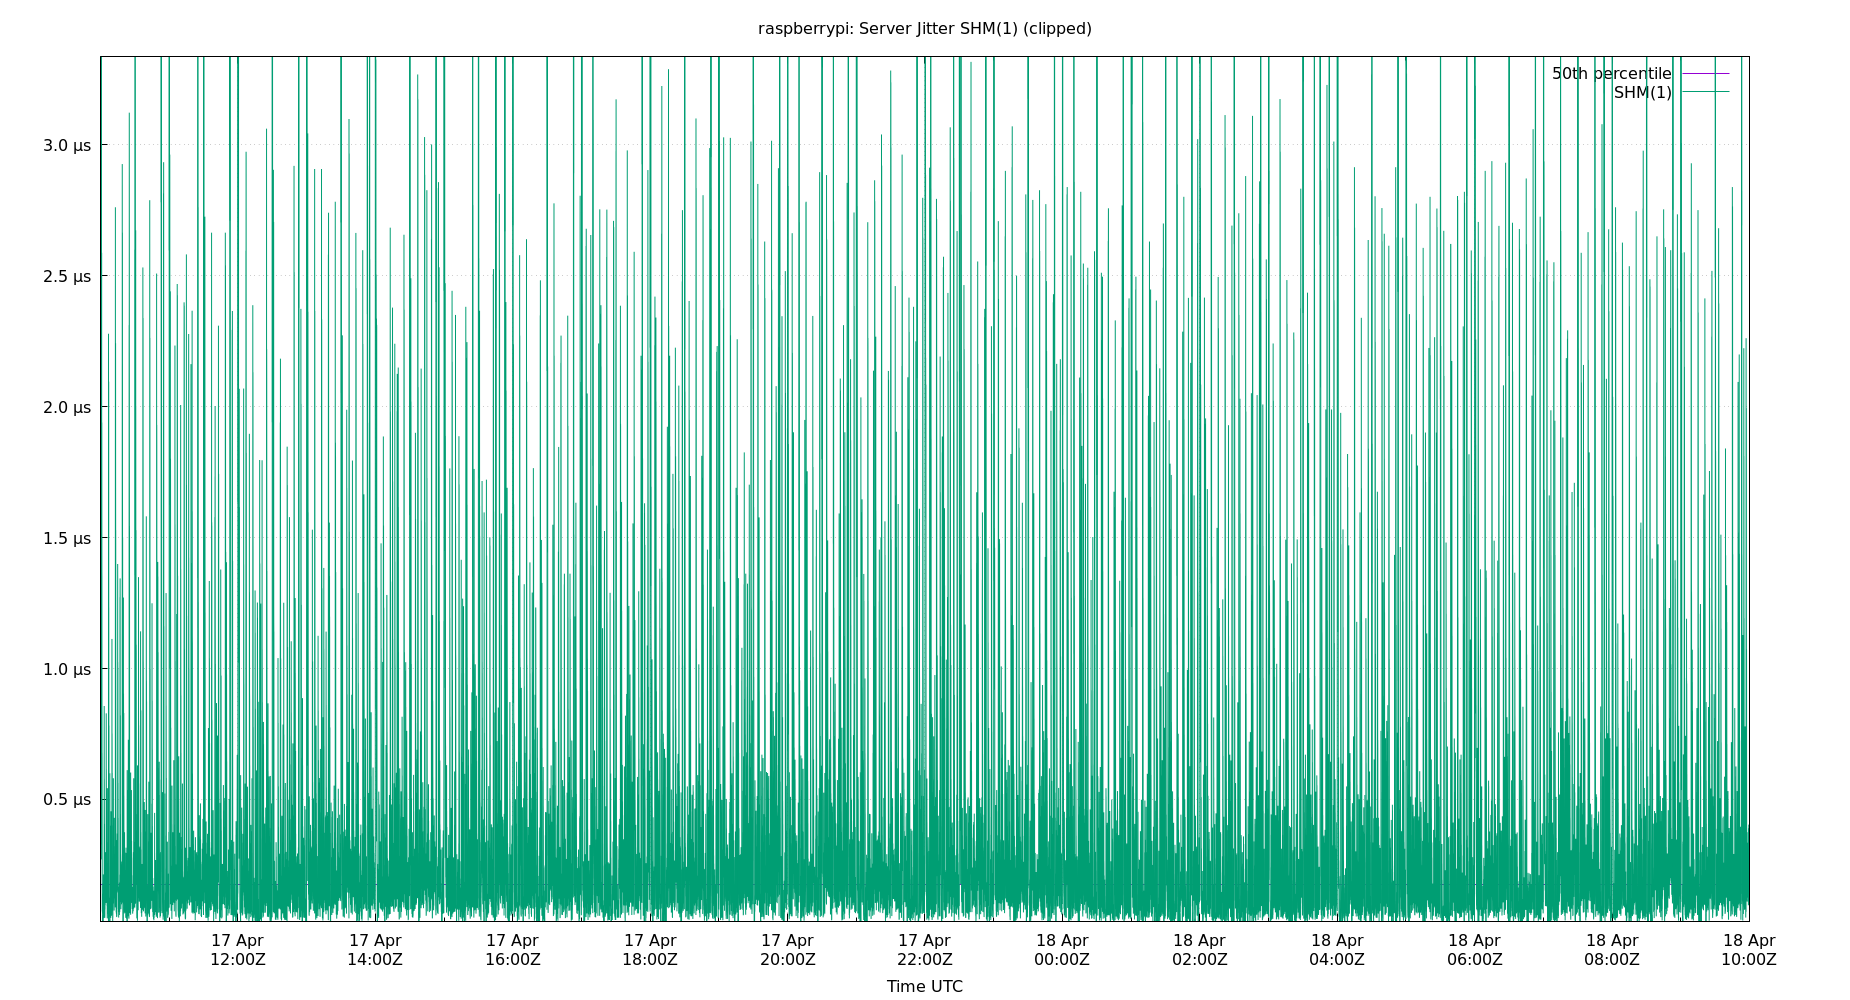 raspberrypi: Server Jitter SHM(1) (clipped)
50th percentile
SHM(1)
3.0 µs
2.5 µs
2.0 µs
1.5 µs
1.0 µs
0.5 µs
17 Apr 17 Apr 17 Apr 17 Apr 17 Apr 17 Apr 18 Apr 18 Apr 18 Apr 18 Apr 18 Apr 18 Apr
12:00Z 14:00Z 16:00Z 18:00Z 20:00Z 22:00Z 00:00Z 02:00Z 04:00Z 06:00Z 08:00Z 10:00Z
Time UTC